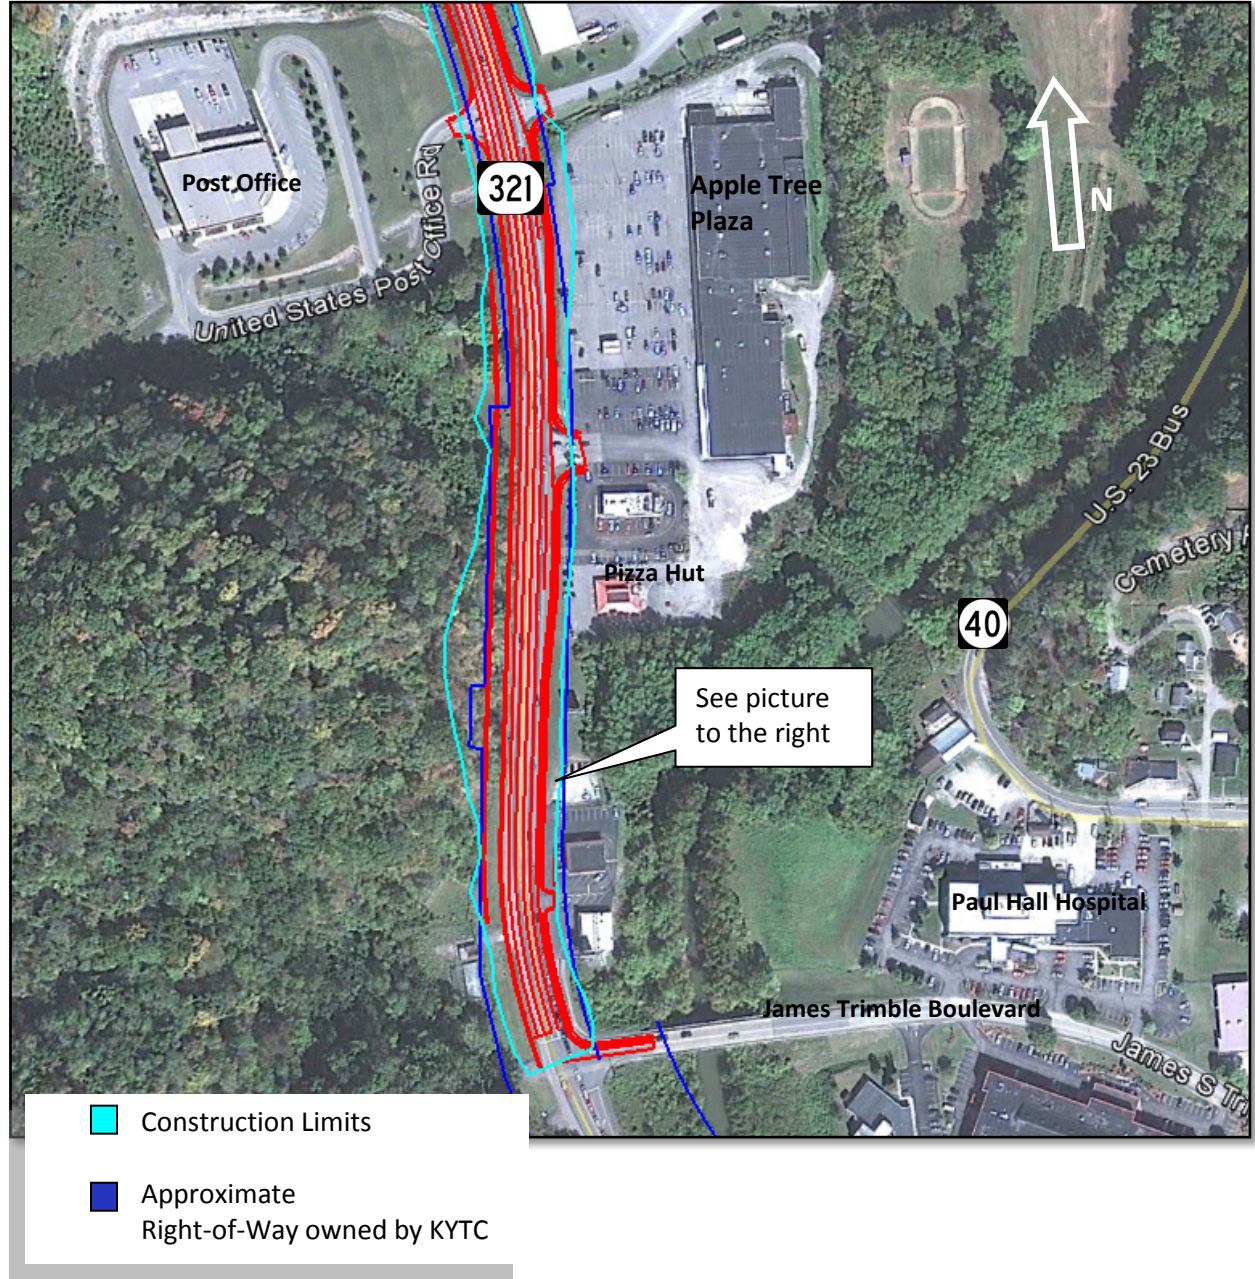 Post Office
321
Apple Tree
Plaza
N
United States Post Office Rd
U.S. 23 Bus
Cemetery
Pizza Hut
40
See picture
to the right
Paul Hall Hospital
James Trimble Boulevard
James S Tri
Construction Limits
Approximate
Right-of-Way owned by KYTC